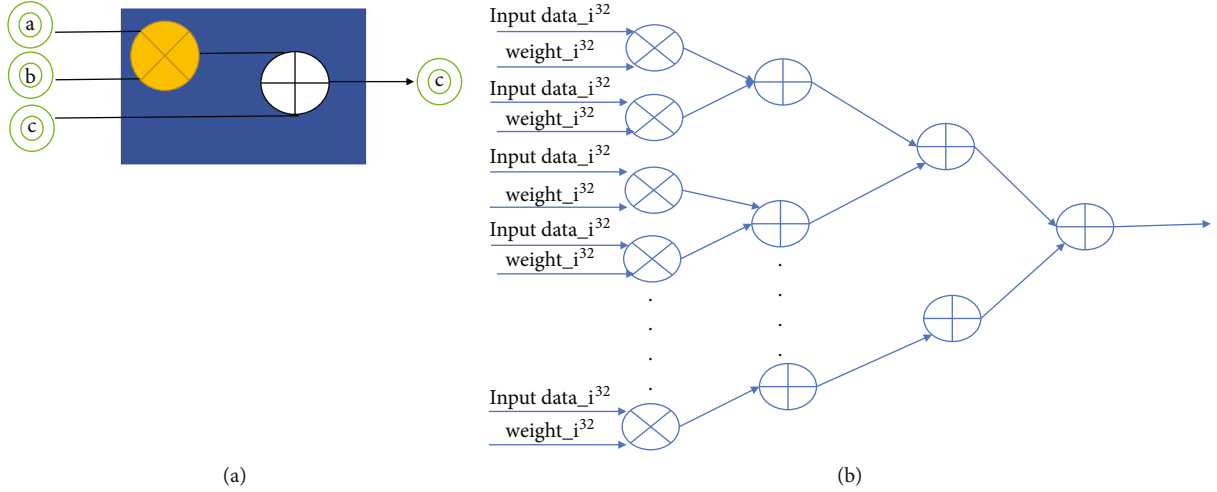 a
b
c
c
Input data_i³²
weight_i³²
Input data_i³²
weight_i³²
Input data_i³²
weight_i³²
Input data_i³²
weight_i³²
Input data_i³²
weight_i³²
(a)
(b)